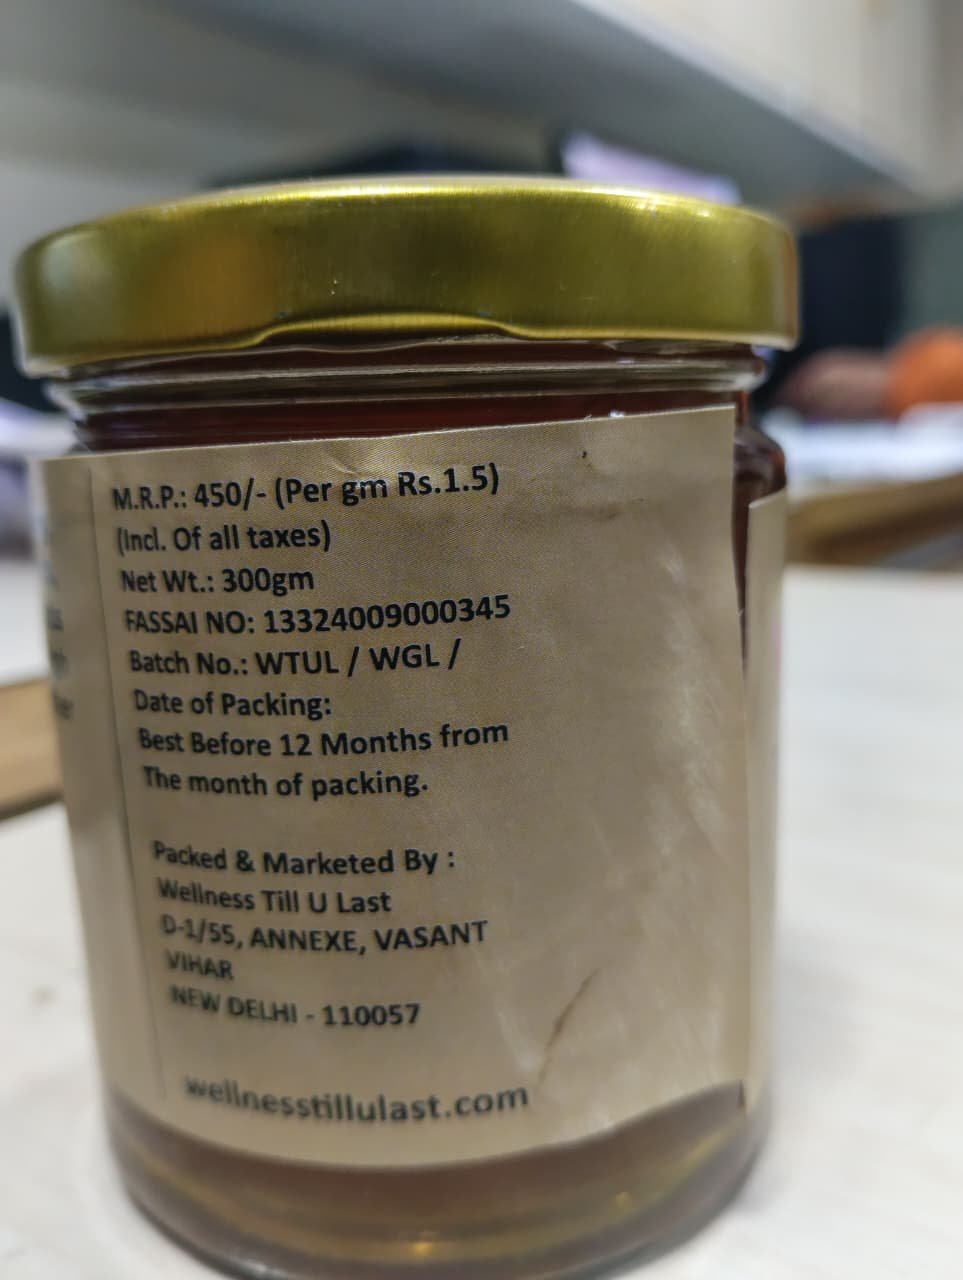 M.R.P.: 450/- (Per gm Rs.1.5)
(Incl. Of all taxes)
Net Wt.: 300gm
FASSAI NO: 13324009000345
Batch No.: WTUL / WGL /
Date of Packing:
Best Before 12 Months from
The month of packing.
Packed & Marketed By :
Wellness Till U Last
D-1/55, ANNEXE, VASANT
VIHAR
NEW DELHI - 110057
wellnesstillulast.com